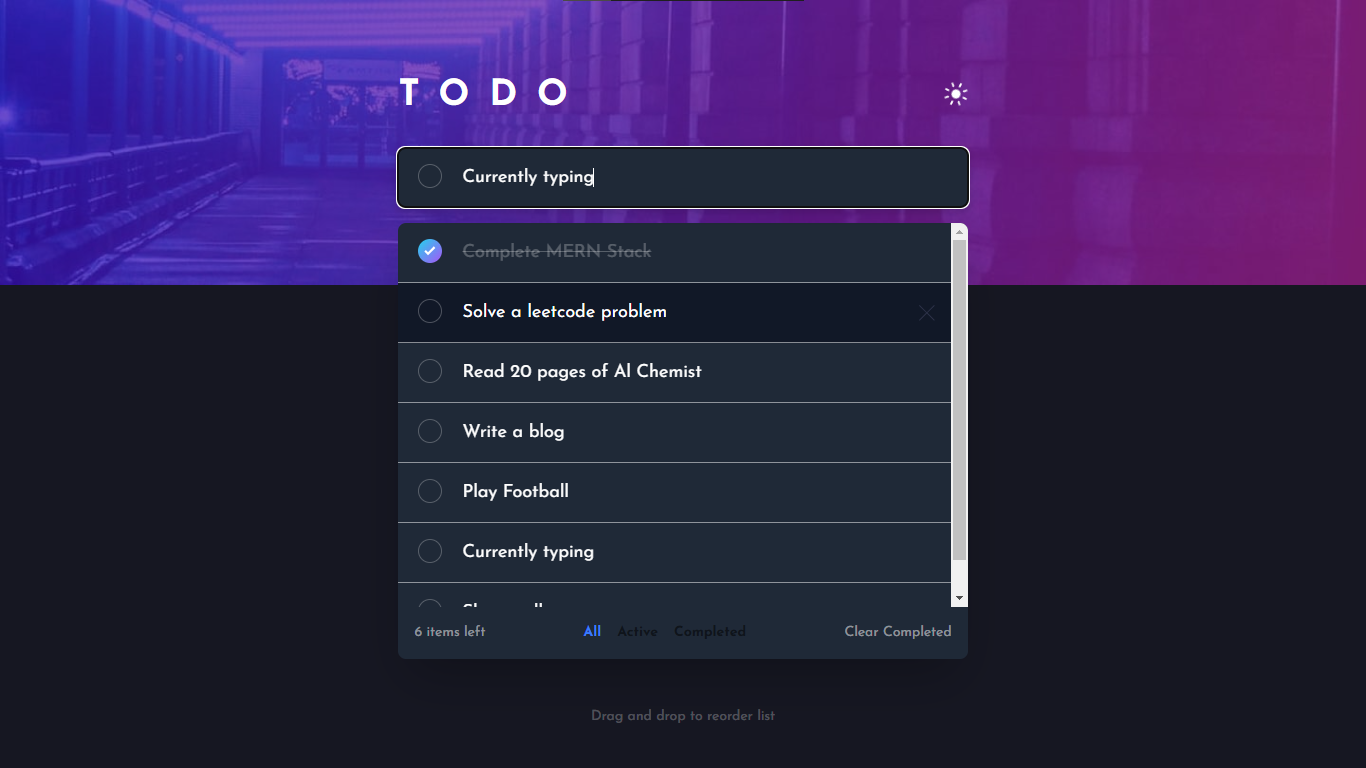 TODO
Currently typing
Complete MERN Stack
Solve a leetcode problem
Read 20 pages of Al Chemist
Write a blog
Play Football
Currently typing
6 items left
All
Active
Completed
Clear Completed
Drag and drop to reorder list